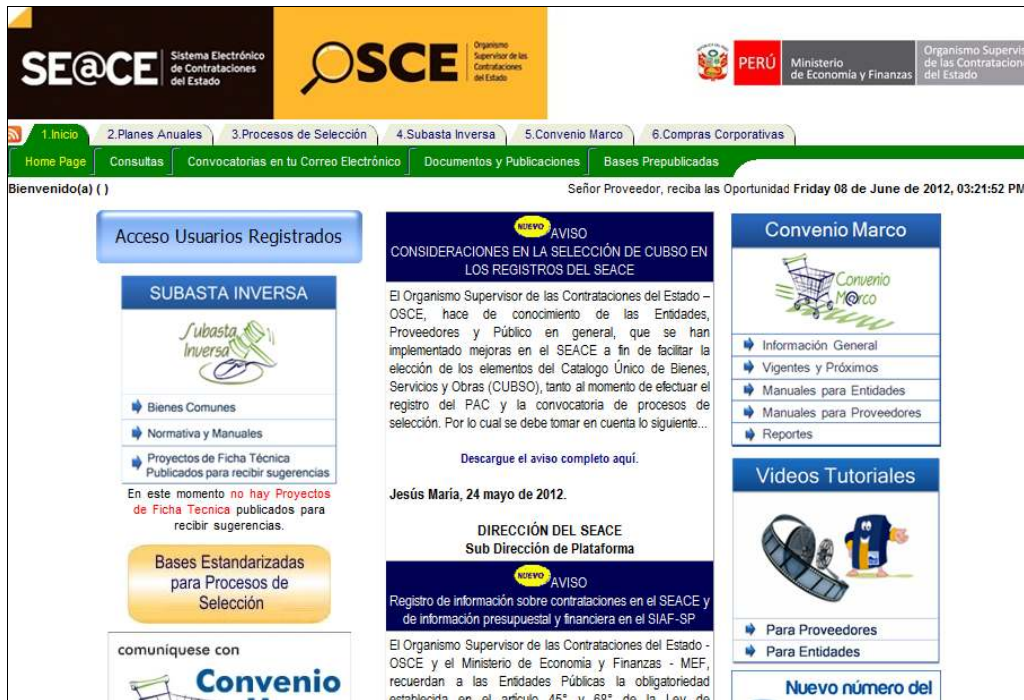 SE@CE
Sistema Electrónico
de Contrataciones
del Estado
OSCE
Organismo
Supervisor de las
Contrataciones
del Estado
PERÚ
Ministerio
de Economía y Finanzas
Organismo
de las
del Estado
1.Inicio
2.Planes Anuales
3.Procesos de Selección
4.Subasta Inversa
5.Convenio Marco
6.Compras Corporativas
Home Page
Consultas
Convocatorias en tu Correo Electrónico
Documentos y Publicaciones
Bases Prepublicadas
Bienvenido(a) ( )
Señor Proveedor, reciba las Oportunidad Friday 08 de June de 2012, 03:21:52 PM
Acceso Usuarios Registrados
SUBASTA INVERSA
Subasta
Inversa
Bienes Comunes
Normativa y Manuales
Proyectos de Ficha Técnica
Publicados para recibir sugerencias
En este momento no hay Proyectos
de Ficha Tecnica publicados para
recibir sugerencias.
Bases Estandarizadas
para Procesos de
Selección
comuníquese con
Convenio
NUEVO AVISO
CONSIDERACIONES EN LA SELECCIÓN DE CUBSO EN
LOS REGISTROS DEL SEACE
El Organismo Supervisor de las Contrataciones del Estado –
OSCE, hace de conocimiento de las Entidades,
Proveedores y Público en general, que se han
implementado mejoras en el SEACE a fin de facilitar la
elección de los elementos del Catalogo Único de Bienes,
Servicios y Obras (CUBSO), tanto al momento de efectuar el
registro del PAC y la convocatoria de procesos de
selección. Por lo cual se debe tomar en cuenta lo siguiente...
Descargue el aviso completo aquí.
Jesús María, 24 mayo de 2012.
DIRECCIÓN DEL SEACE
Sub Dirección de Plataforma
NUEVO AVISO
Registro de información sobre contrataciones en el SEACE y
de información presupuestal y financiera en el SIAF-SP
El Organismo Supervisor de las Contrataciones del Estado -
OSCE y el Ministerio de Economía y Finanzas - MEF,
recuerdan a las Entidades Públicas la obligatoriedad
establecida en el artículo 45° y 68° de la Ley de
Convenio Marco
Convenio
M@rco
Información General
Vigentes y Próximos
Manuales para Entidades
Manuales para Proveedores
Reportes
Videos Tutoriales
Para Proveedores
Para Entidades
Nuevo número del